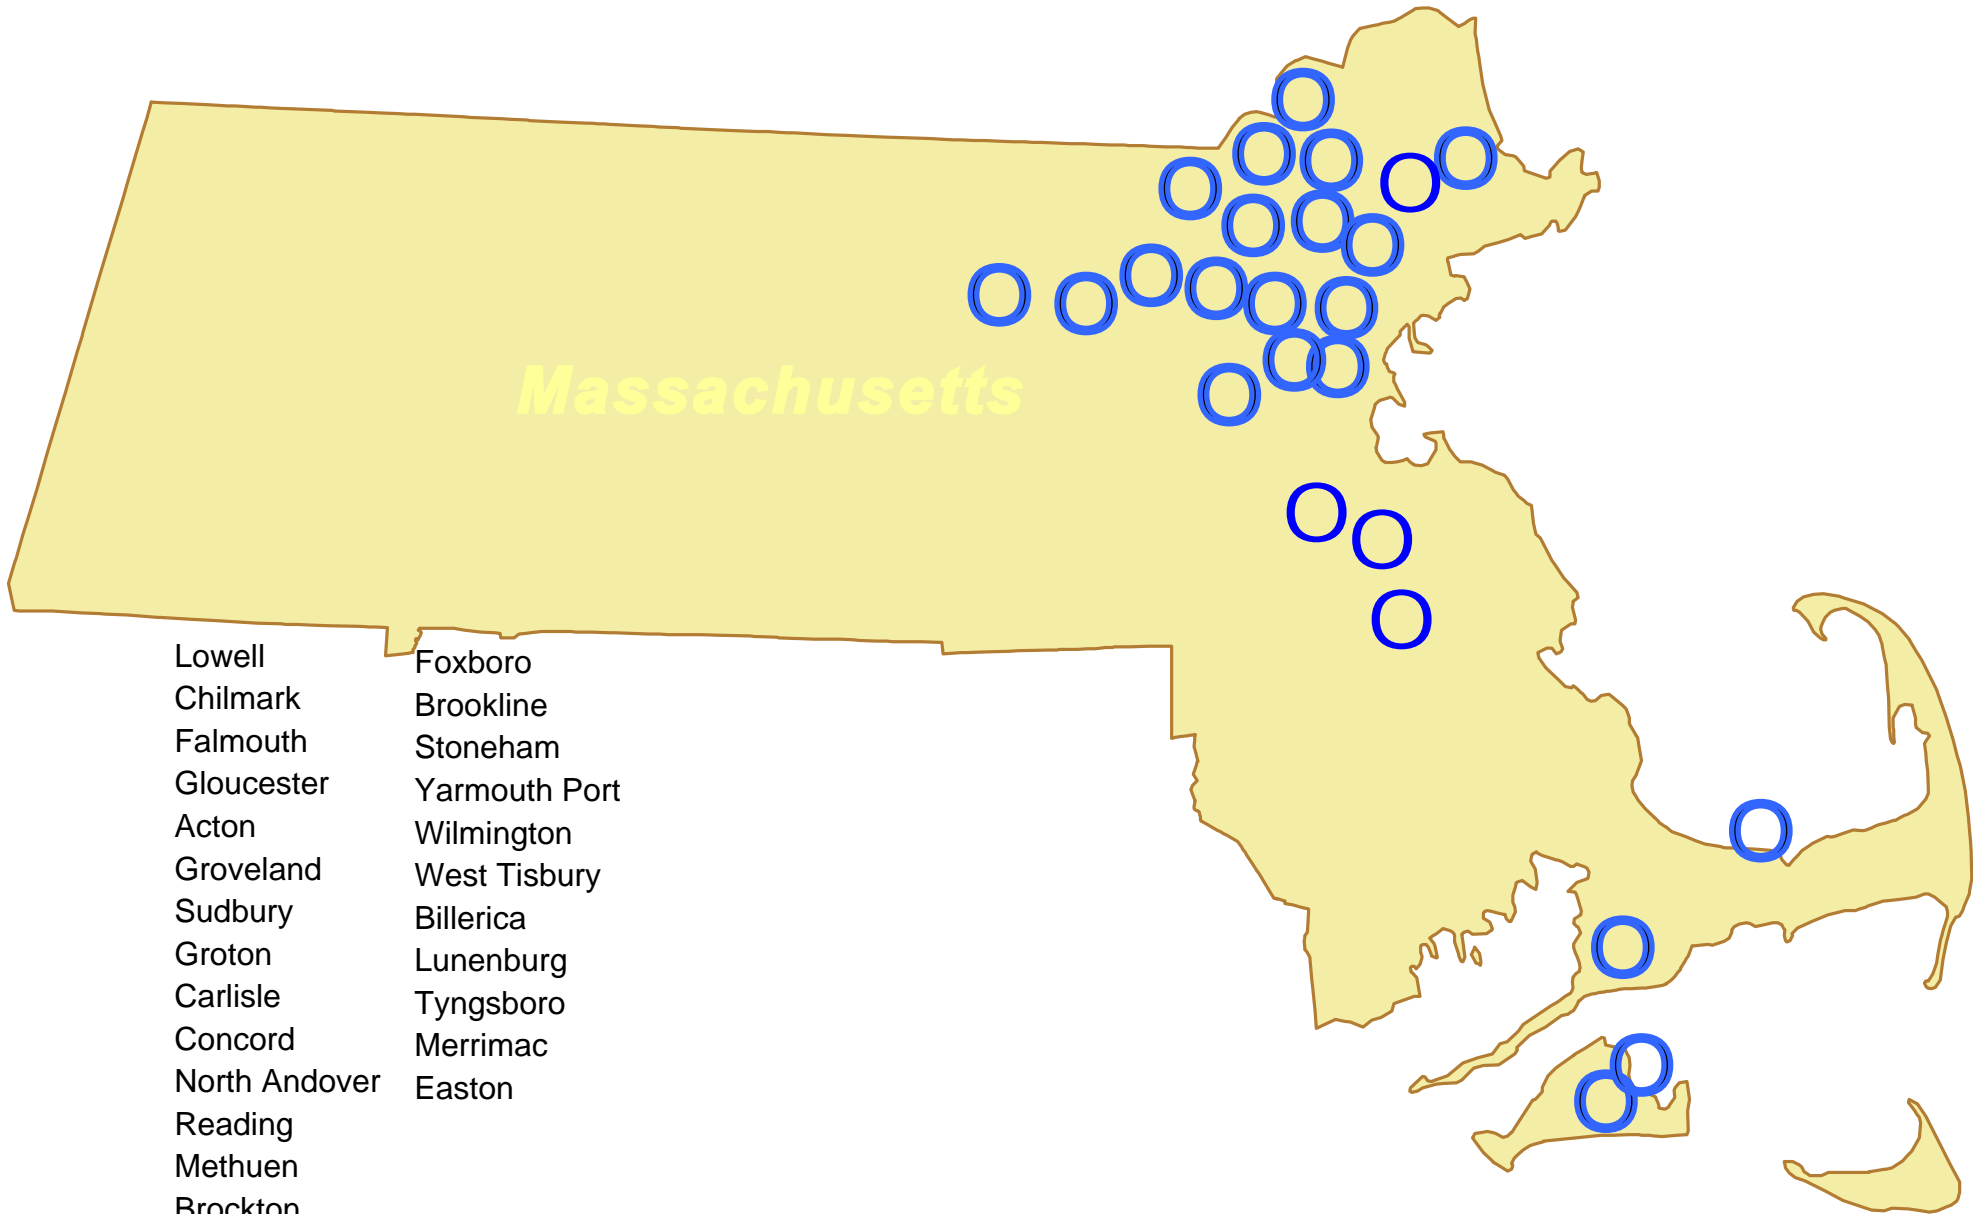 Massachusetts
Lowell
Chilmark
Falmouth
Gloucester
Acton
Groveland
Sudbury
Groton
Carlisle
Concord
North Andover
Reading
Methuen
Brockton
Foxboro
Brookline
Stoneham
Yarmouth Port
Wilmington
West Tisbury
Billerica
Lunenburg
Tyngsboro
Merrimac
Easton